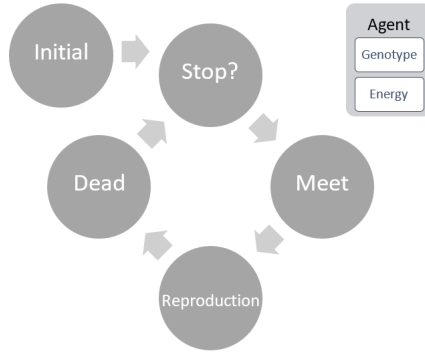 Initial
Stop?
Agent
Genotype
Energy
Dead
Meet
Reproduction